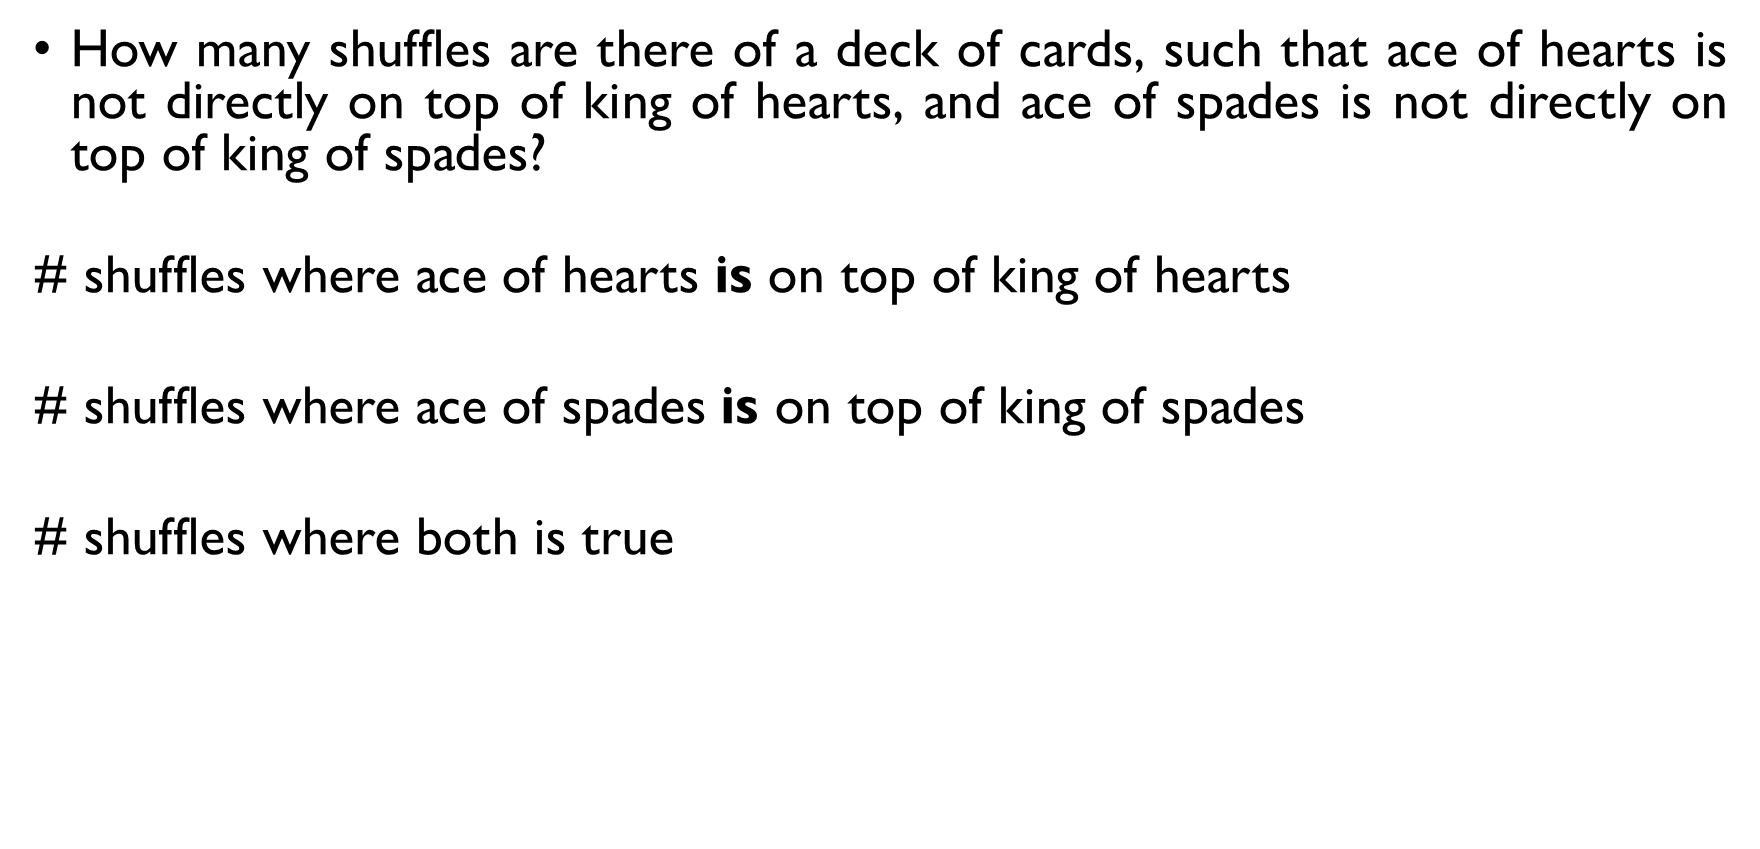 • How many shuffles are there of a deck of cards, such that ace of hearts is
not directly on top of king of hearts, and ace of spades is not directly on
top of king of spades?
# shuffles where ace of hearts is on top of king of hearts
# shuffles where ace of spades is on top of king of spades
# shuffles where both is true